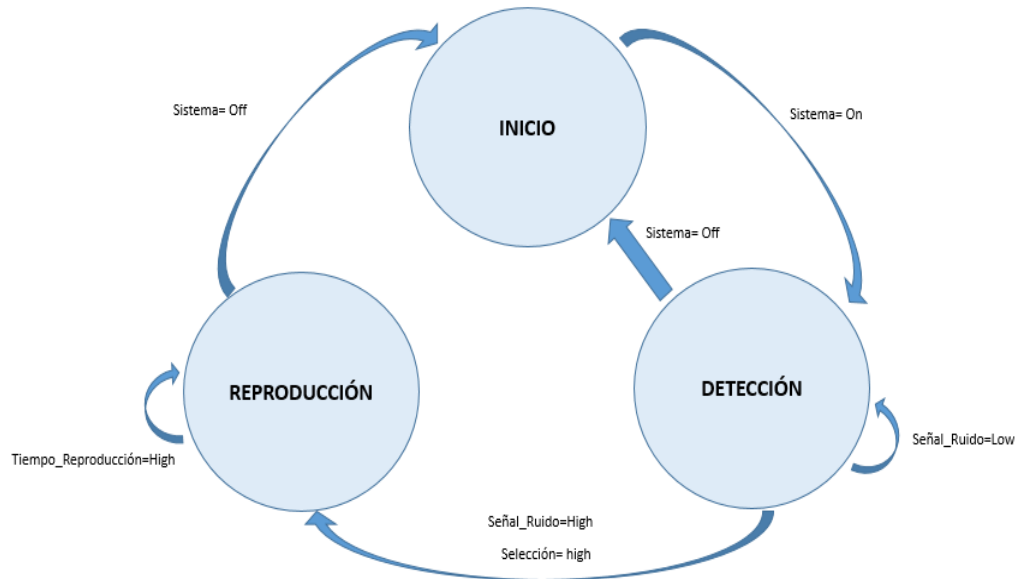 INICIO
Sistema= Off
Sistema= On
Sistema= Off
REPRODUCCIÓN
DETECCIÓN
Tiempo_Reproducción=High
Señal_Ruido=Low
Señal_Ruido=High
Selección= high